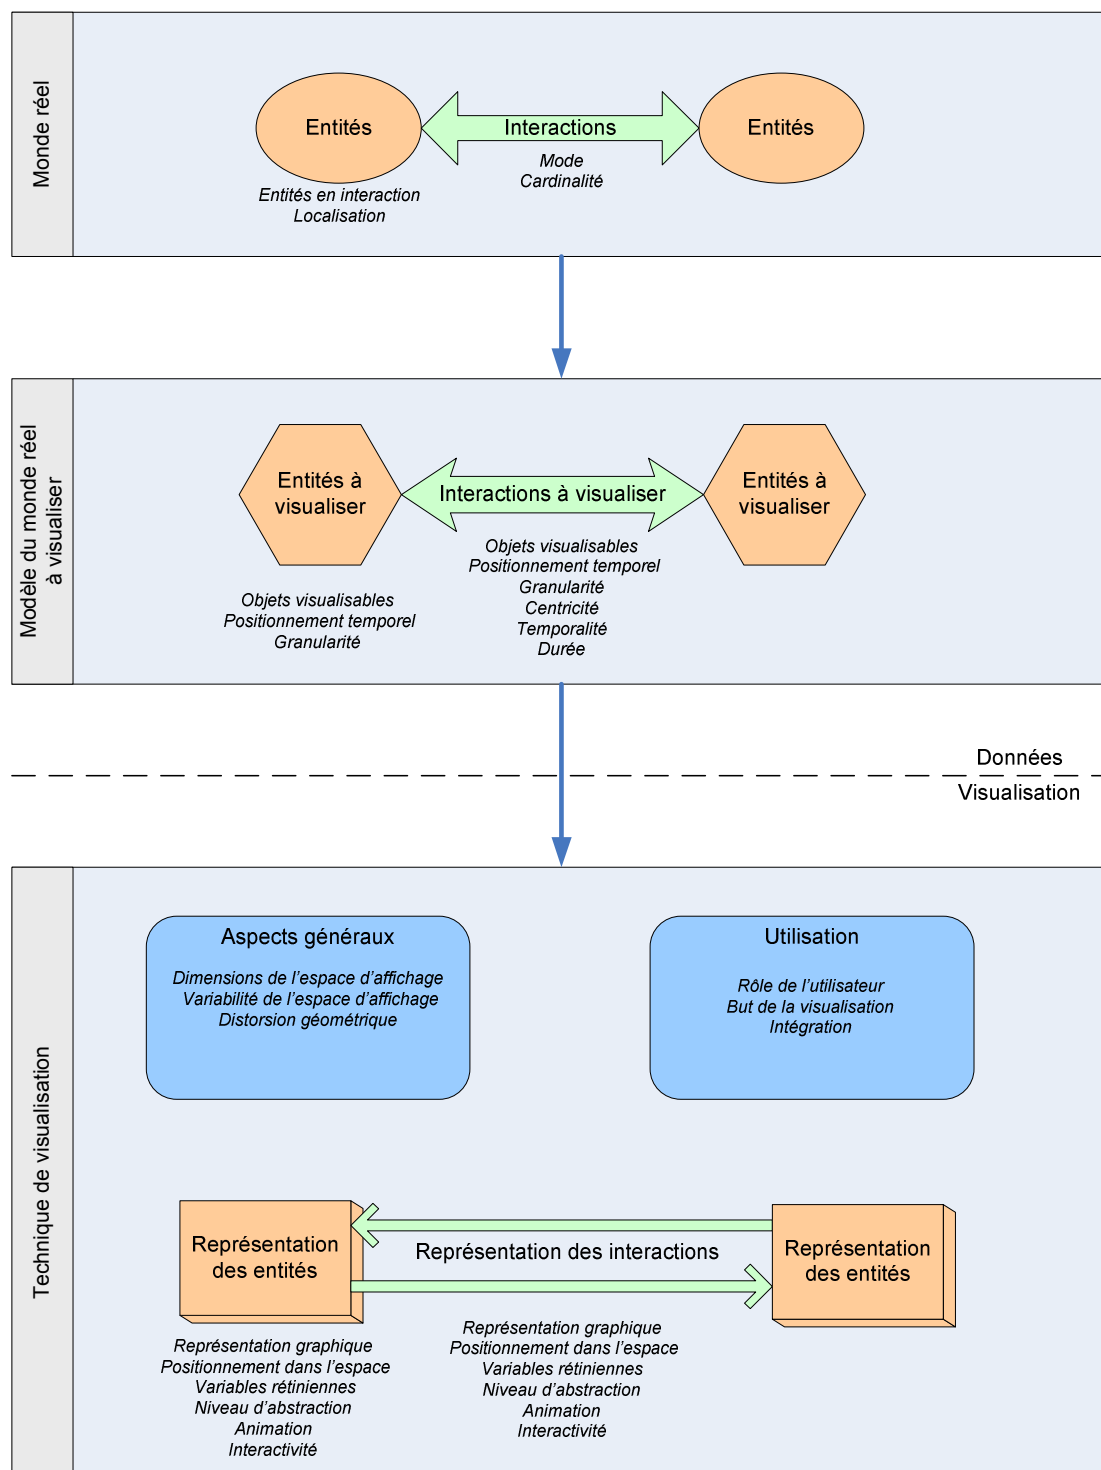 Monde réel
Entités
Interactions
Entités
Mode
Cardinalité
Entités en interaction
Localisation
Modèle du monde réel
à visualiser
Entités à
visualiser
Interactions à visualiser
Entités à
visualiser
Objets visualisables
Positionnement temporel
Granularité
Objets visualisables
Positionnement temporel
Granularité
Centricité
Temporalité
Durée
Données
Visualisation
Technique de visualisation
Aspects généraux
Dimensions de l’espace d’affichage
Variabilité de l’espace d’affichage
Distorsion géométrique
Utilisation
Rôle de l’utilisateur
But de la visualisation
Intégration
Représentation
des entités
Représentation des interactions
Représentation
des entités
Représentation graphique
Positionnement dans l’espace
Variables rétiniennes
Niveau d’abstraction
Animation
Interactivité
Représentation graphique
Positionnement dans l’espace
Variables rétiniennes
Niveau d’abstraction
Animation
Interactivité